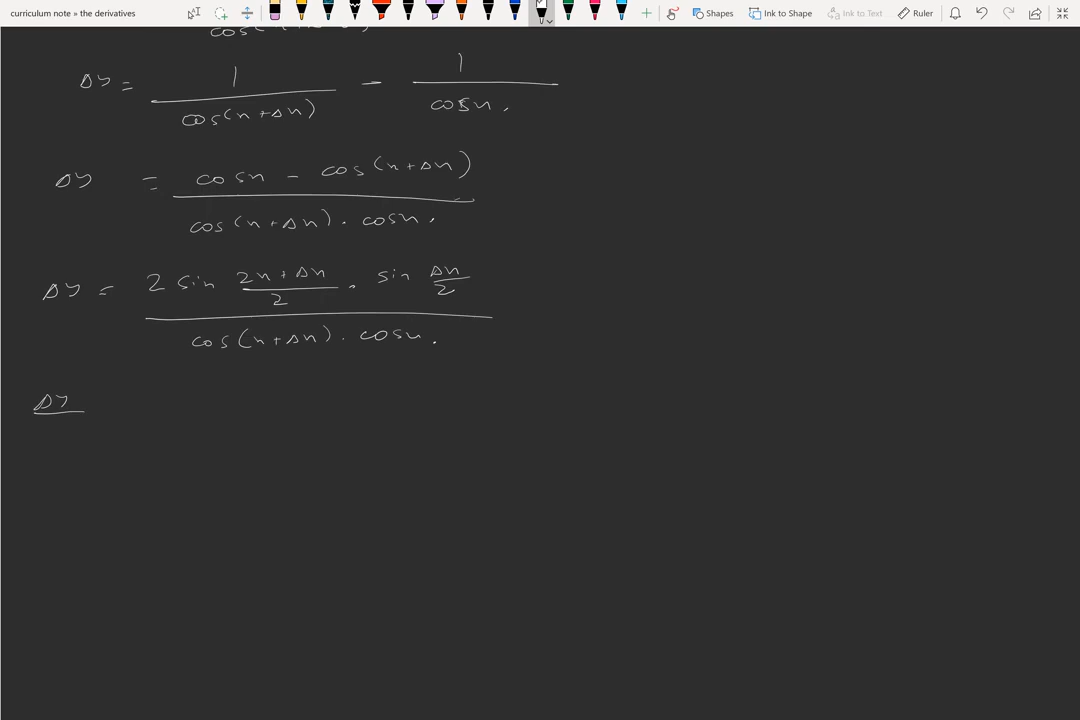 curriculum note » the derivatives
Shapes Ink to Shape Ink to Text Ruler
Δy = 1/cos(x+Δx) - 1/cosx.
Δy = (cosx - cos(x+Δx))/(cos(x+Δx) . cosx.)
Δy = (2 sin (2x+Δx)/2 . sin Δx/2)/(cos(x+Δx) . cosx.)
Δy